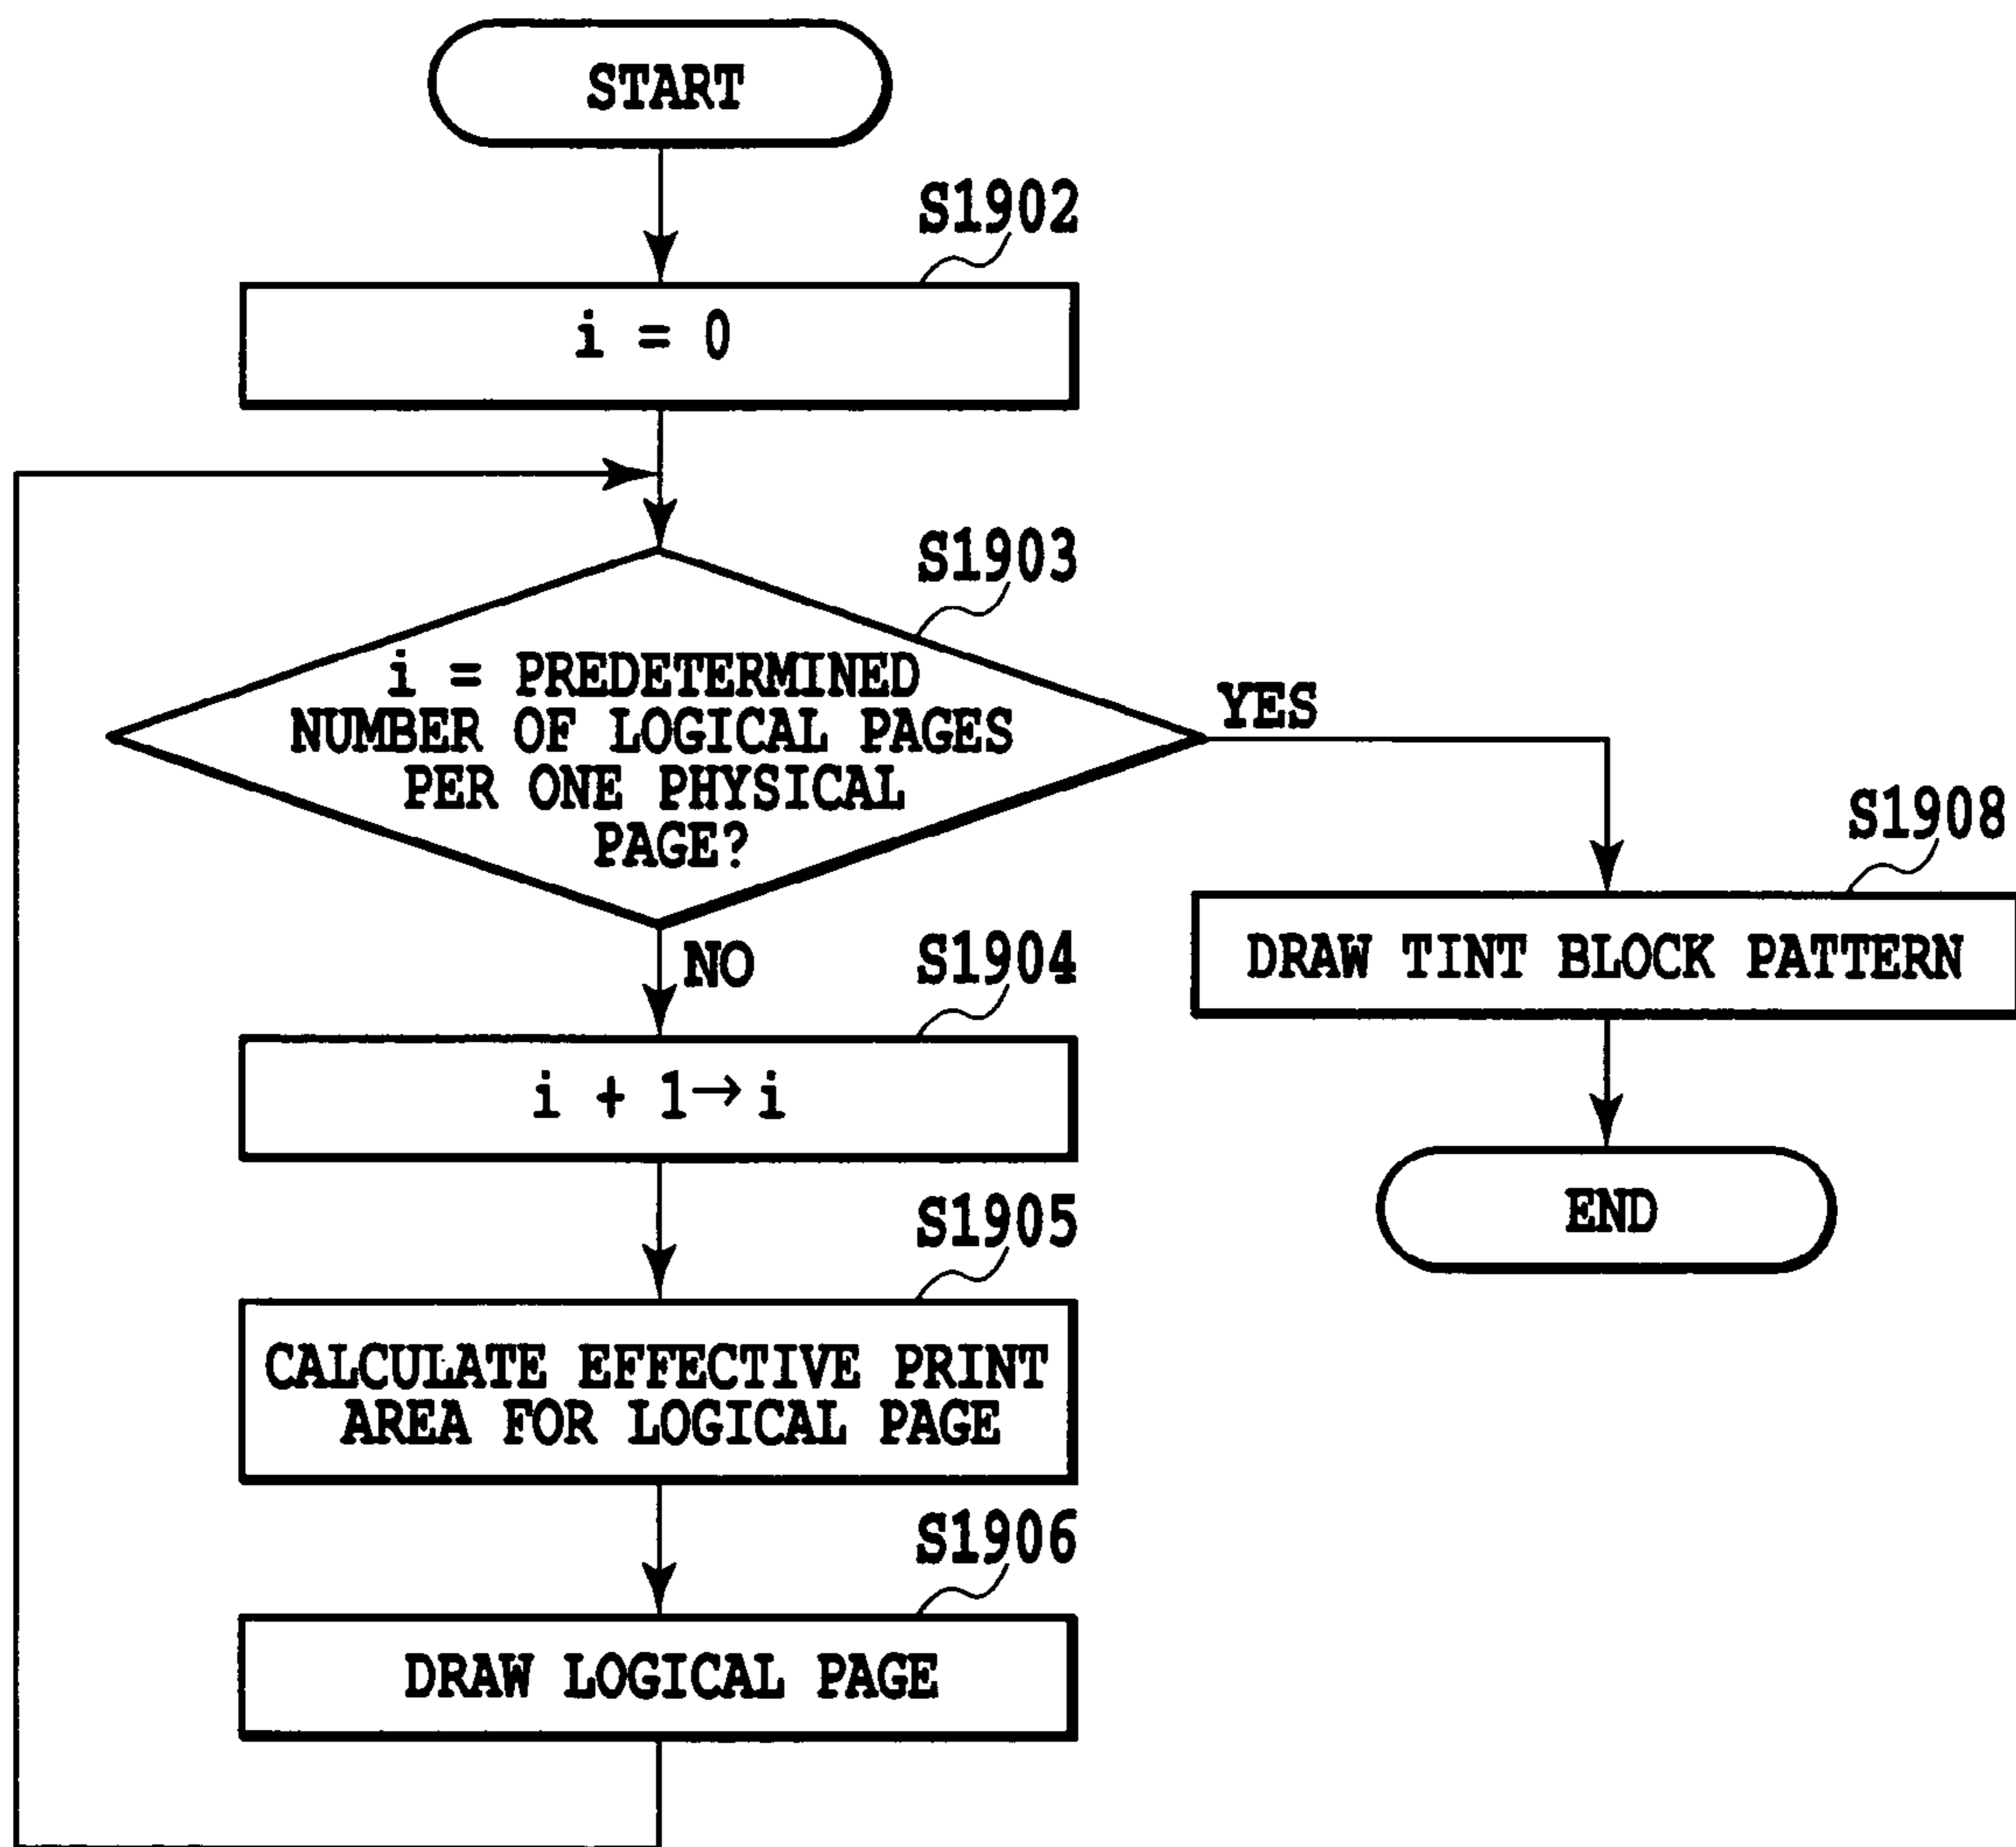 START
S1902
i = 0
S1903
i = PREDETERMINED
NUMBER OF LOGICAL PAGES
PER ONE PHYSICAL
PAGE?
YES
S1908
DRAW TINT BLOCK PATTERN
END
NO
S1904
i + 1→i
S1905
CALCULATE EFFECTIVE PRINT
AREA FOR LOGICAL PAGE
S1906
DRAW LOGICAL PAGE